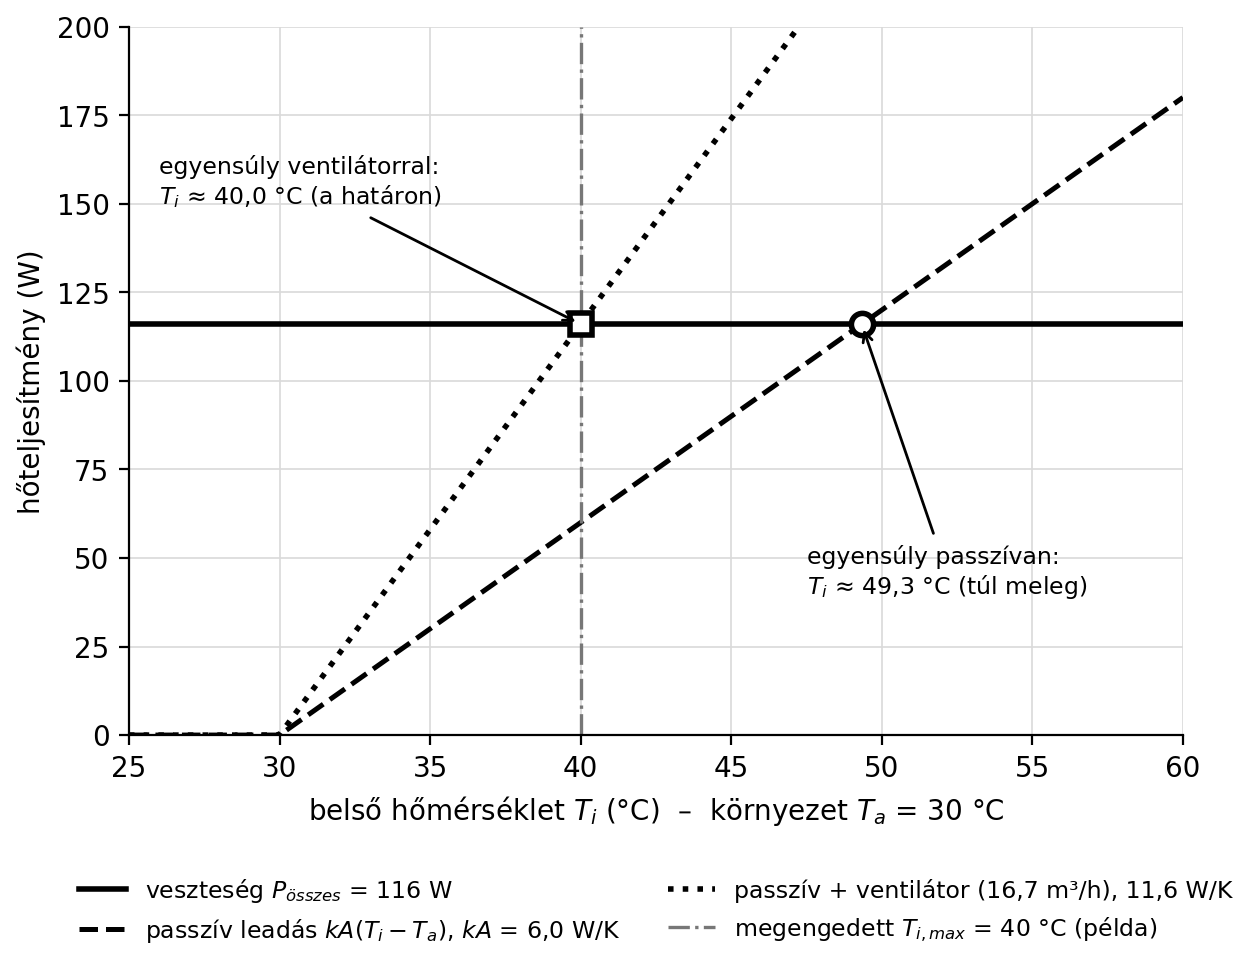 200
175
150
125
100
75
50
25
0
hőteljesítmény (W)
egyensúly ventilátorral:
Tᵢ ≈ 40,0 °C (a határon)
egyensúly passzívan:
Tᵢ ≈ 49,3 °C (túl meleg)
25 30 35 40 45 50 55 60
belső hőmérséklet Tᵢ (°C) – környezet Tₐ = 30 °C
veszteség P_összes = 116 W
passzív leadás kA(Tᵢ − Tₐ), kA = 6,0 W/K
passzív + ventilátor (16,7 m³/h), 11,6 W/K
megengedett T_i,max = 40 °C (példa)